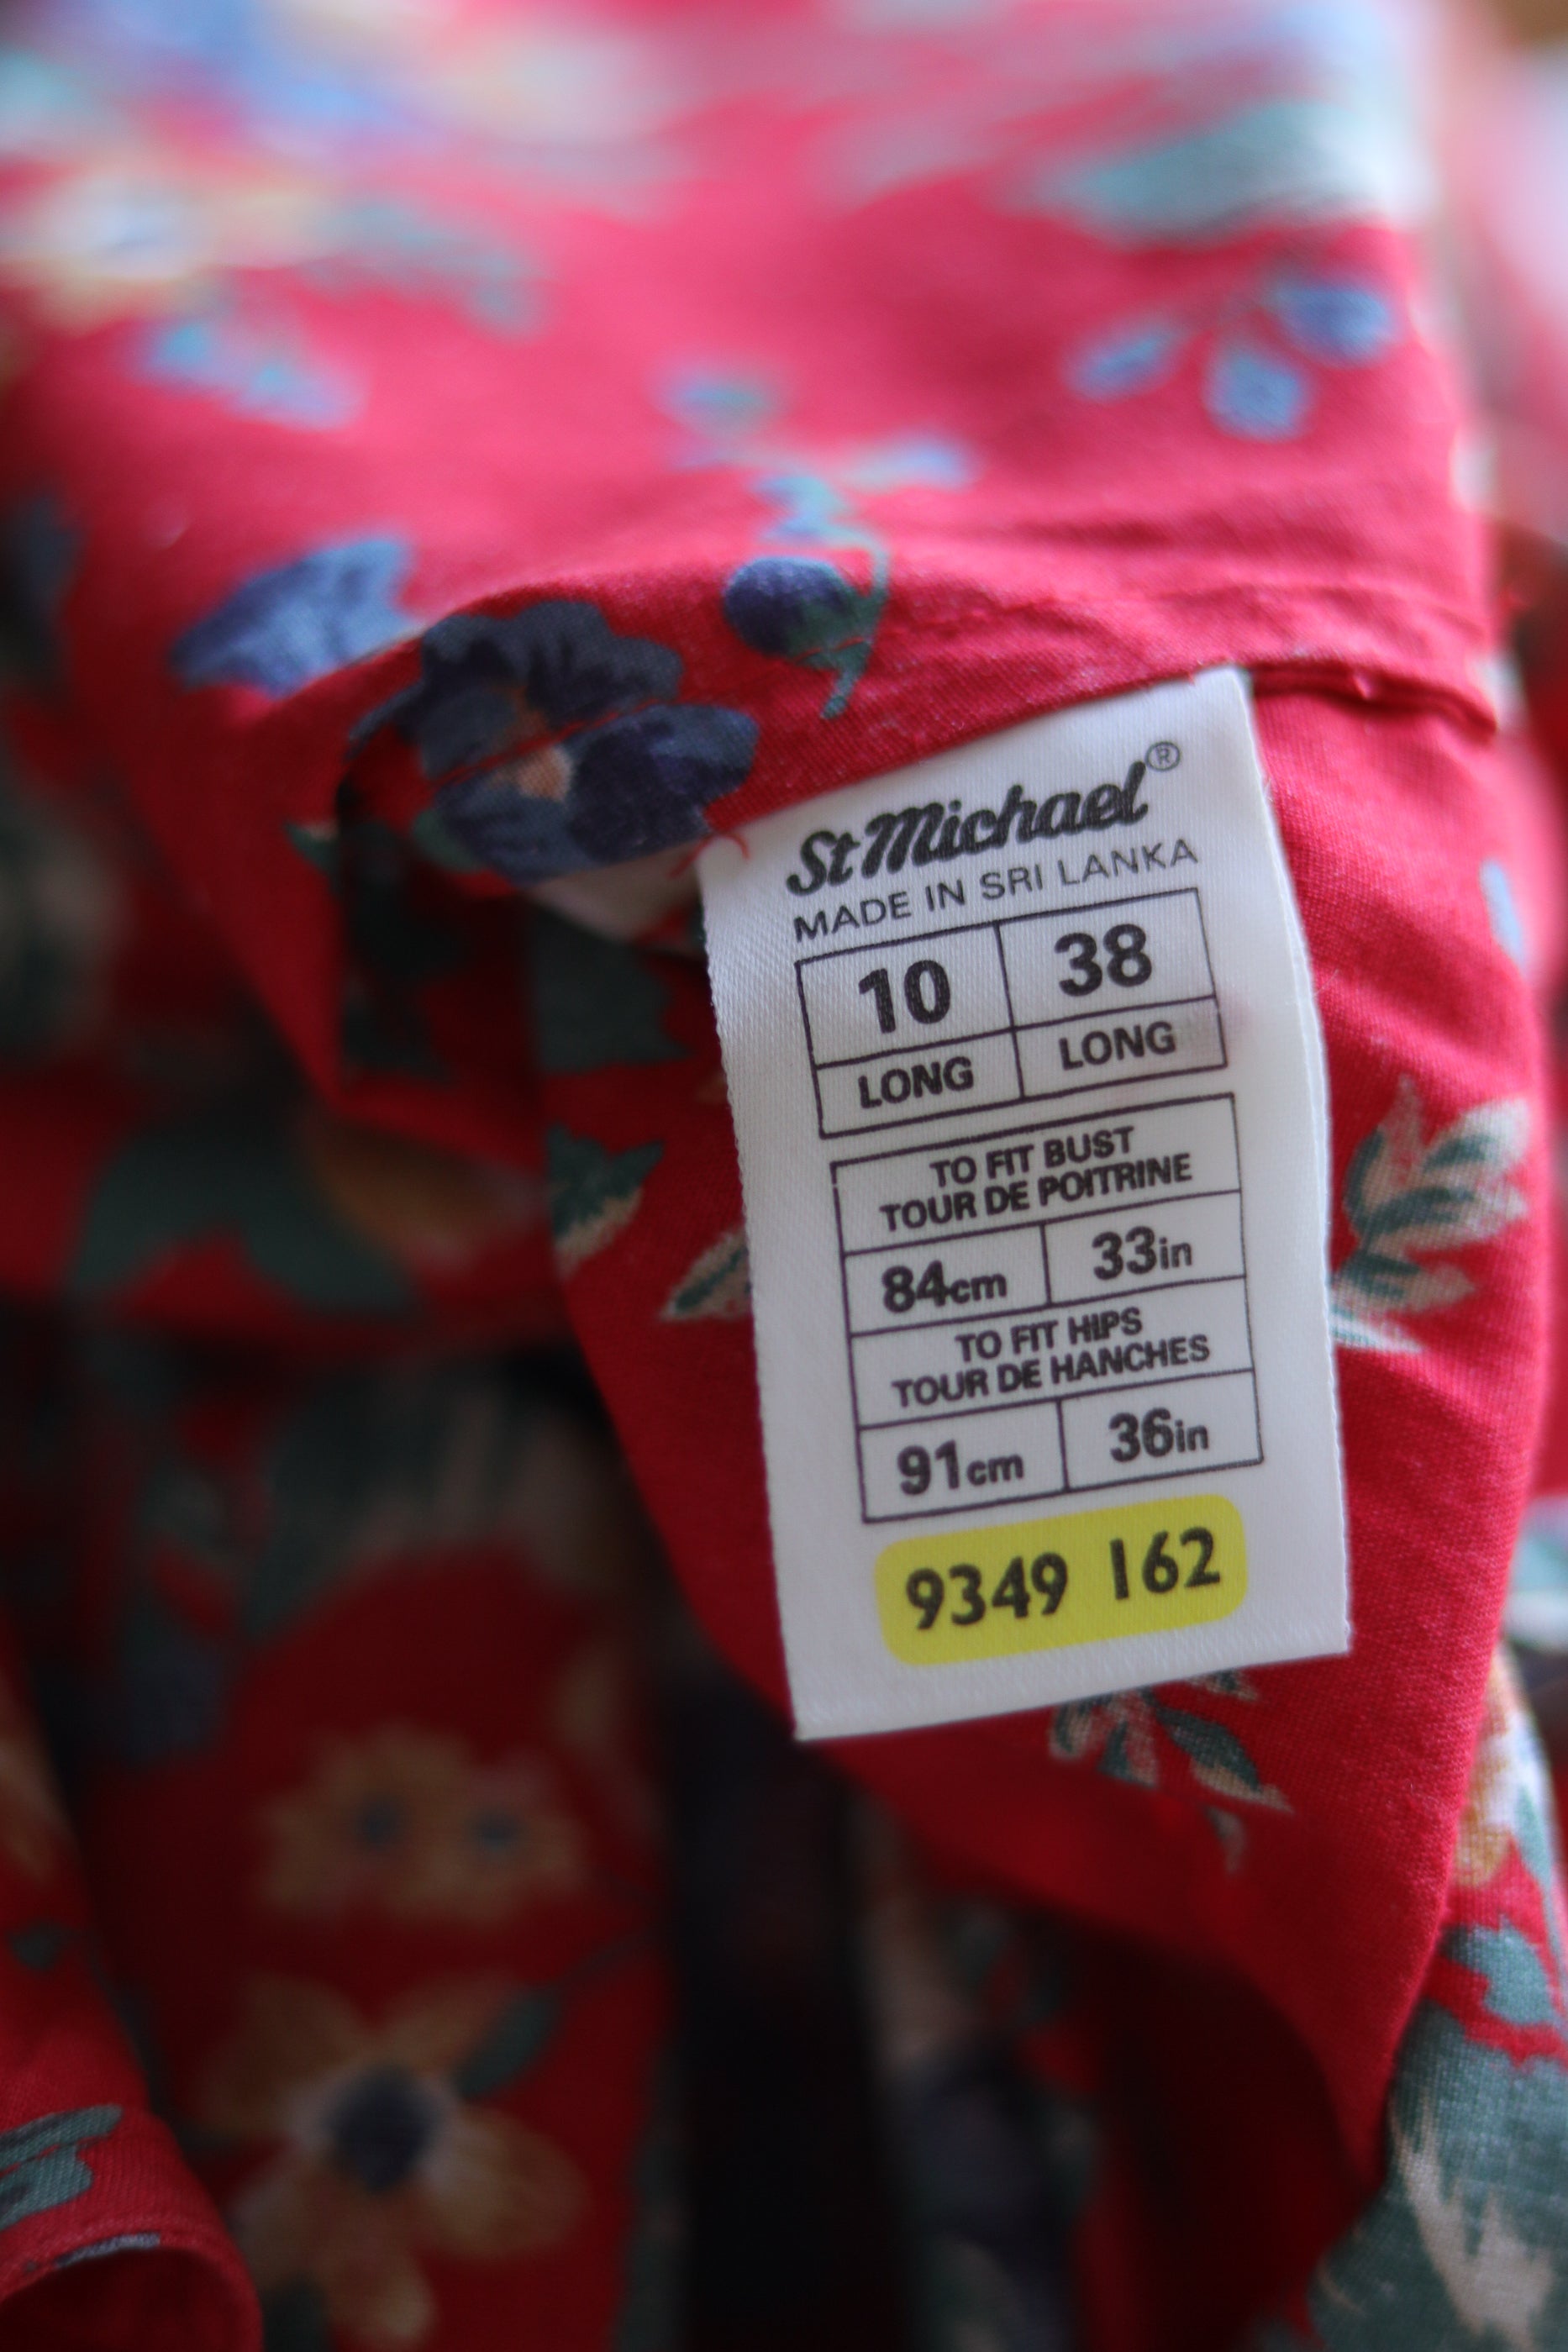 St Michael®
MADE IN SRI LANKA
10 38
LONG LONG
TO FIT BUST
TOUR DE POITRINE
84cm 33in
TO FIT HIPS
TOUR DE HANCHES
91cm 36in
9349 162